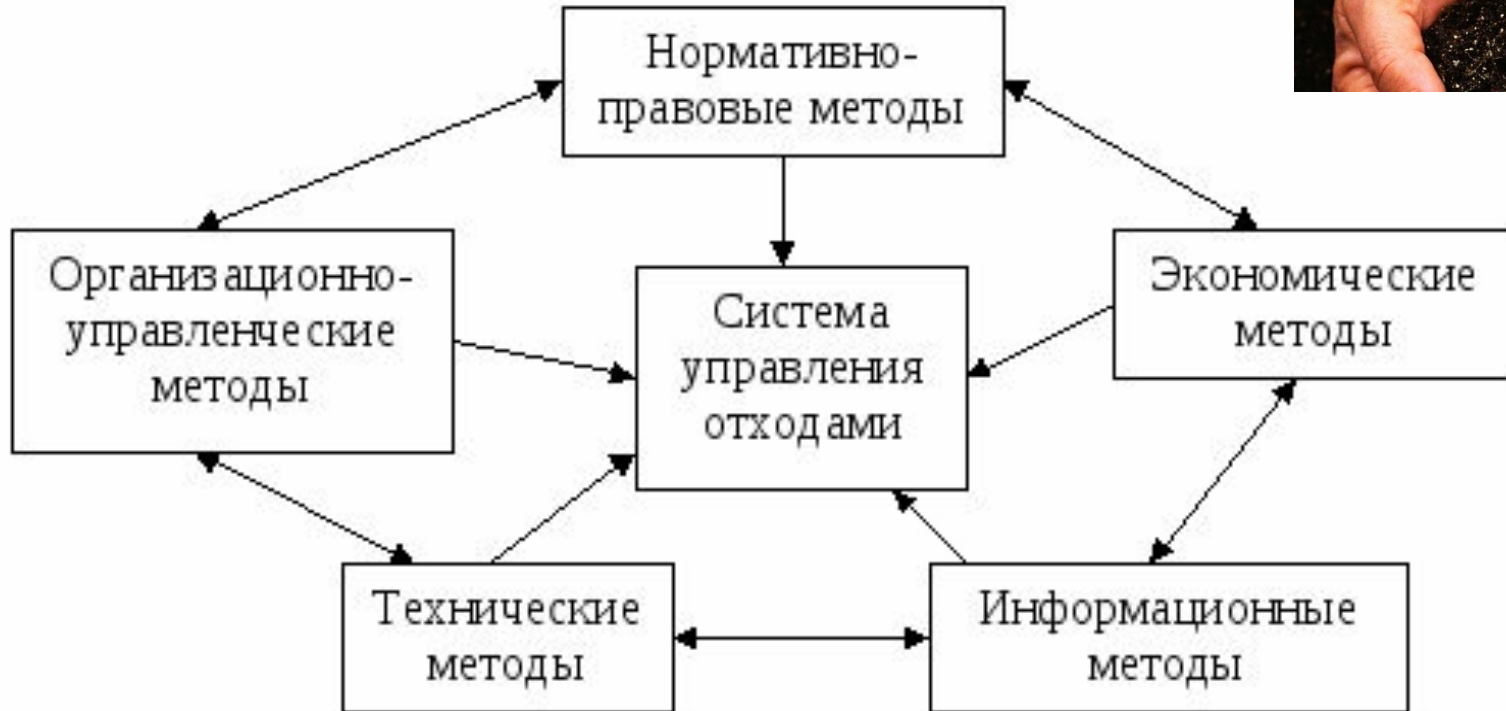 Нормативно-
правовые методы
Организационно-
управленческие
методы
Система
управления
отходами
Экономические
методы
Технические
методы
Информационные
методы